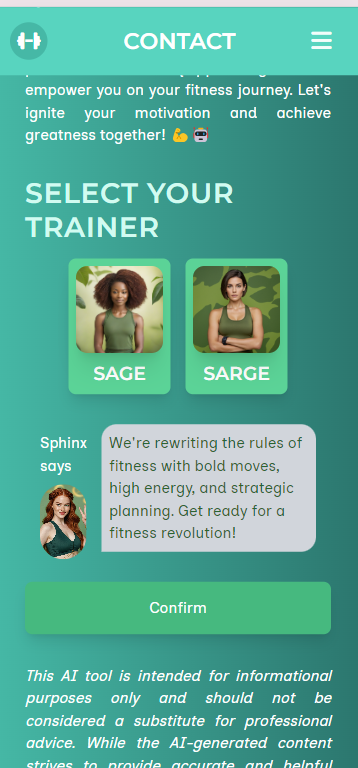 CONTACT
empower you on your fitness journey. Let's
ignite your motivation and achieve
greatness together! 💪 🤖
SELECT YOUR
TRAINER
SAGE
SARGE
Sphinx
says
We're rewriting the rules of
fitness with bold moves,
high energy, and strategic
planning. Get ready for a
fitness revolution!
Confirm
This AI tool is intended for informational
purposes only and should not be
considered a substitute for professional
advice. While the AI-generated content
strives to provide accurate and helpful